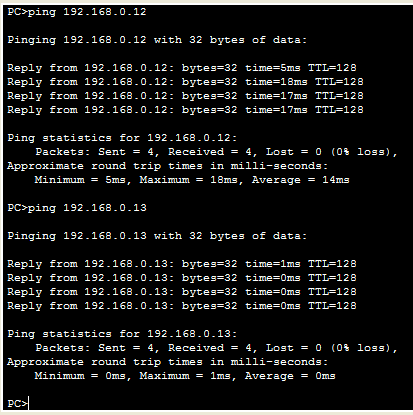 PC>ping 192.168.0.12
Pinging 192.168.0.12 with 32 bytes of data:
Reply from 192.168.0.12: bytes=32 time=5ms TTL=128
Reply from 192.168.0.12: bytes=32 time=18ms TTL=128
Reply from 192.168.0.12: bytes=32 time=17ms TTL=128
Reply from 192.168.0.12: bytes=32 time=17ms TTL=128
Ping statistics for 192.168.0.12:
Packets: Sent = 4, Received = 4, Lost = 0 (0% loss),
Approximate round trip times in milli-seconds:
Minimum = 5ms, Maximum = 18ms, Average = 14ms
PC>ping 192.168.0.13
Pinging 192.168.0.13 with 32 bytes of data:
Reply from 192.168.0.13: bytes=32 time=1ms TTL=128
Reply from 192.168.0.13: bytes=32 time=0ms TTL=128
Reply from 192.168.0.13: bytes=32 time=0ms TTL=128
Reply from 192.168.0.13: bytes=32 time=0ms TTL=128
Ping statistics for 192.168.0.13:
Packets: Sent = 4, Received = 4, Lost = 0 (0% loss),
Approximate round trip times in milli-seconds:
Minimum = 0ms, Maximum = 1ms, Average = 0ms
PC>